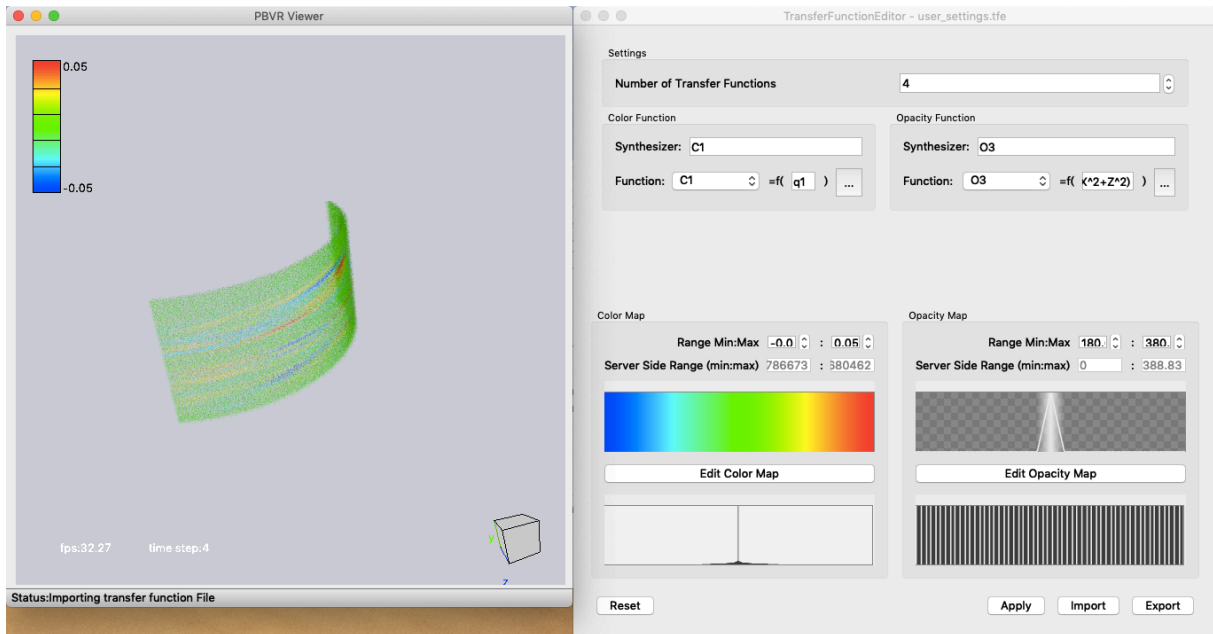 PBVR Viewer
0.05
-0.05
fps:32.27 time step:4
y
z
Status:Importing transfer function File
TransferFunctionEditor - user_settings.tfe
Settings
Number of Transfer Functions 4
Color Function
Synthesizer: C1
Function: C1 =f( q1 ) ...
Opacity Function
Synthesizer: O3
Function: O3 =f( X^2+Z^2) ) ...
Color Map
Range Min:Max -0.0 : 0.05
Server Side Range (min:max) 786673 : 680462
Edit Color Map
Opacity Map
Range Min:Max 180. : 380.
Server Side Range (min:max) 0 : 388.83
Edit Opacity Map
Reset
Apply
Import
Export